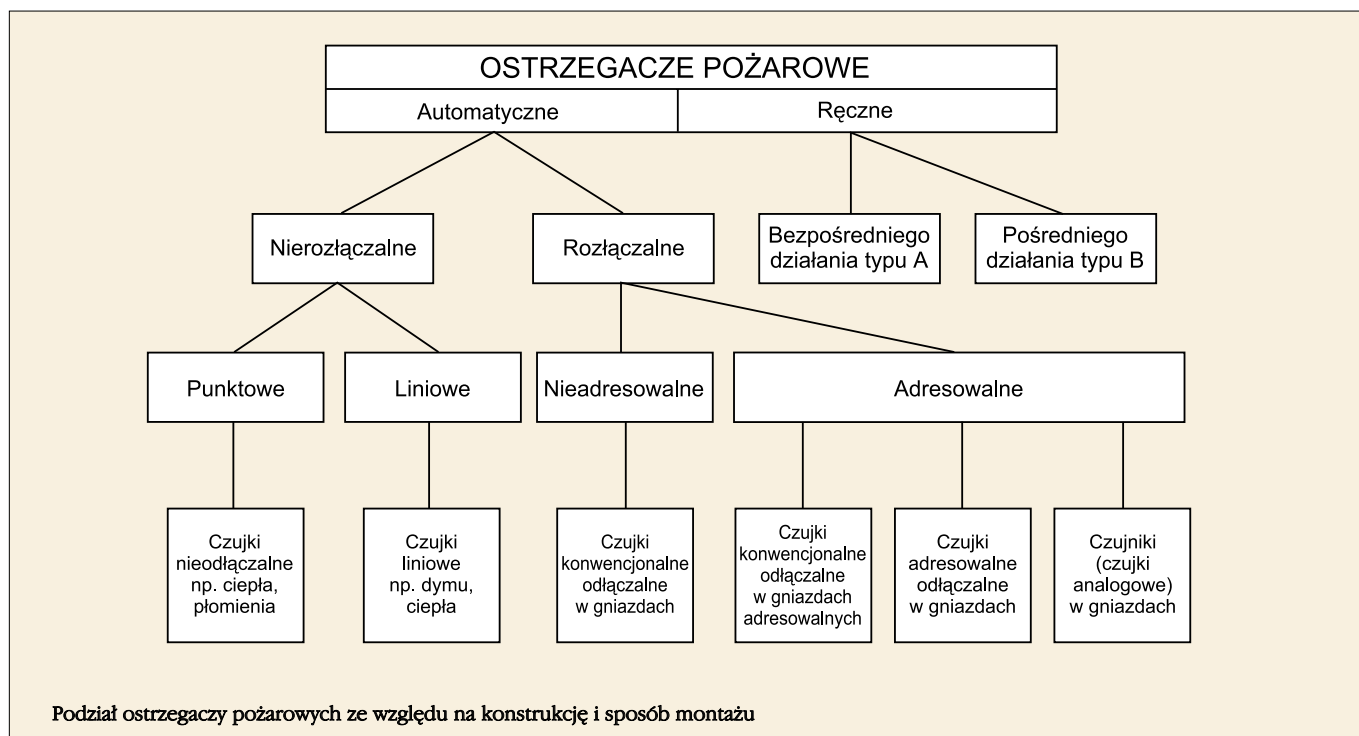 OSTRZEGACZE POŻAROWE
Automatyczne
Ręczne
Nierozłączalne
Rozłączalne
Bezpośredniego
działania typu A
Pośredniego
działania typu B
Punktowe
Liniowe
Nieadresowalne
Adresowalne
Czujki
nieodłączalne
np. ciepła,
płomienia
Czujki
liniowe
np. dymu,
ciepła
Czujki
konwencjonalne
odłączalne
w gniazdach
Czujki
konwencjonalne
odłączalne
w gniazdach
adresowalnych
Czujki
adresowalne
odłączalne
w gniazdach
Czujniki
(czujki
analogowe)
w gniazdach
Podział ostrzegaczy pożarowych ze względu na konstrukcję i sposób montażu